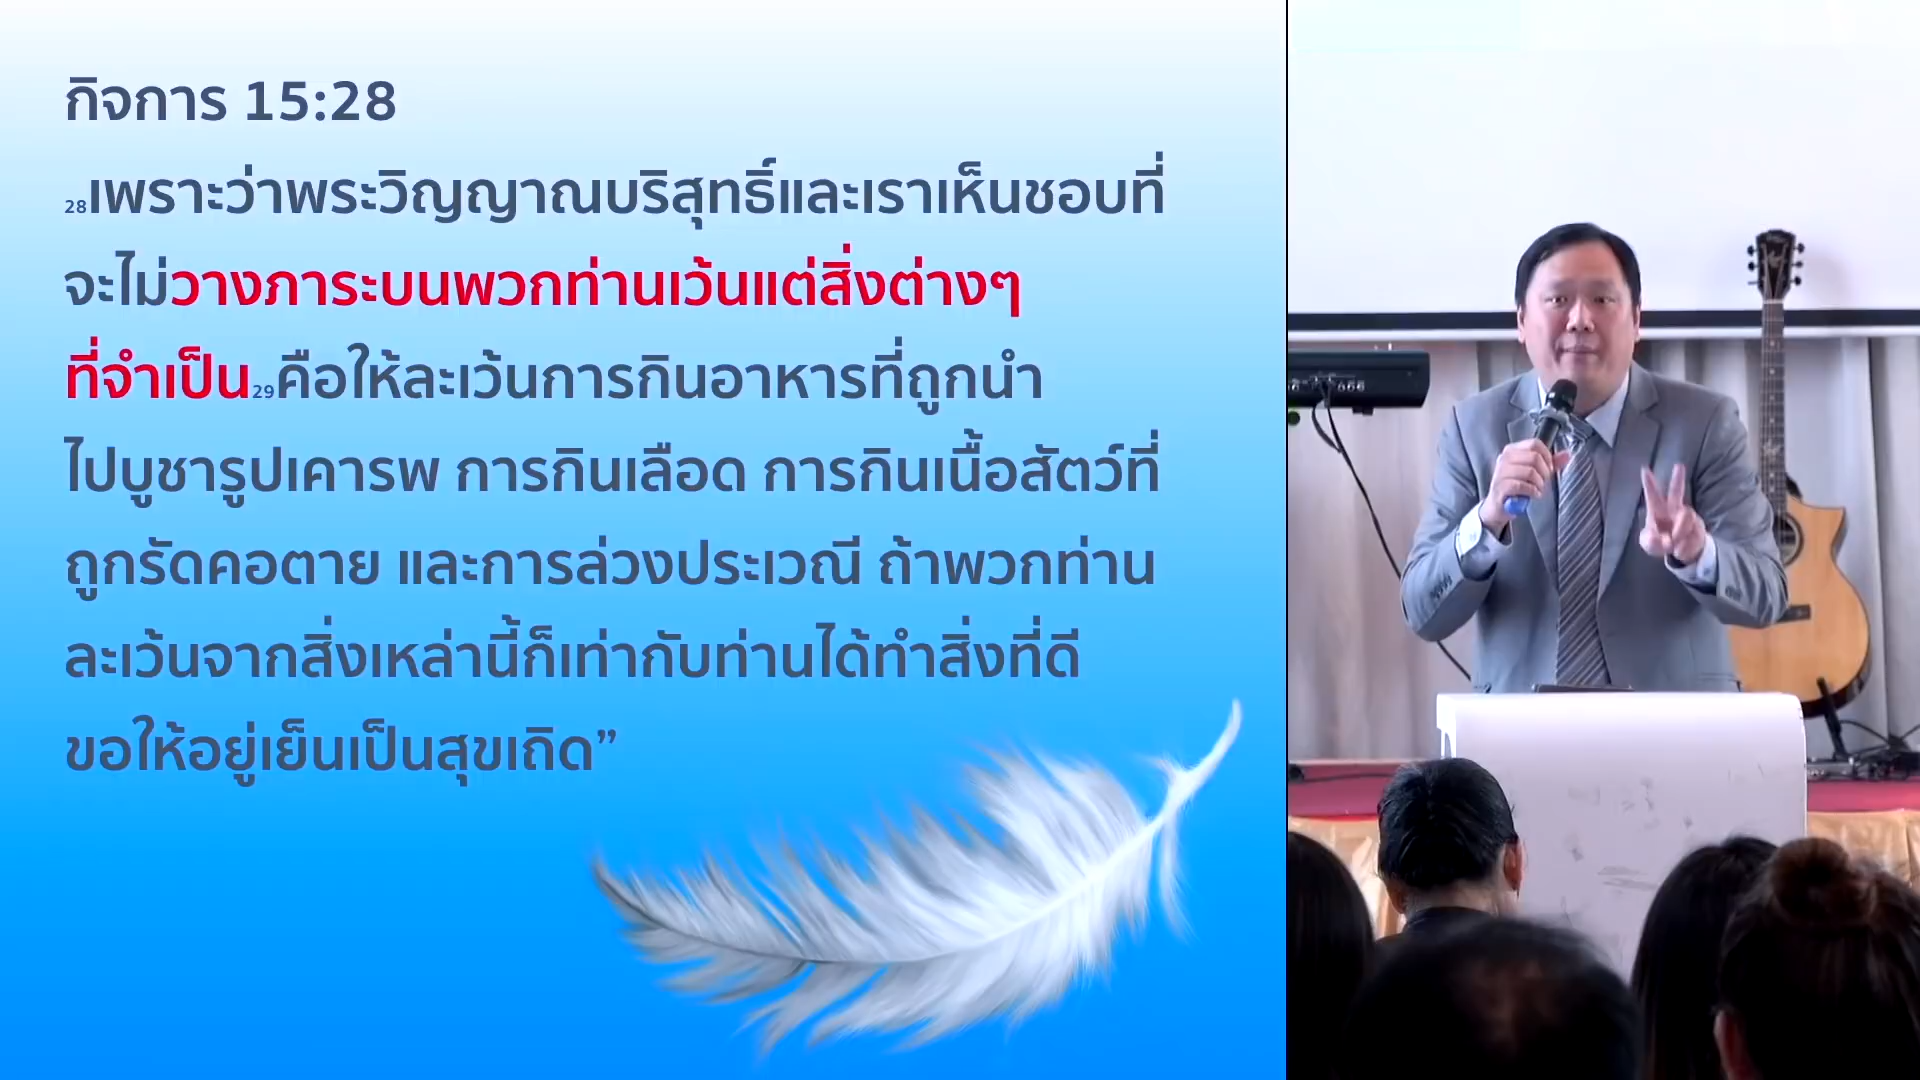 กิจการ 15:28
28เพราะว่าพระวิญญาณบริสุทธิ์และเราเห็นชอบที่
จะไม่วางภาระบนพวกท่านเว้นแต่สิ่งต่างๆ
ที่จำเป็น29คือให้ละเว้นการกินอาหารที่ถูกนำ
ไปบูชารูปเคารพ การกินเลือด การกินเนื้อสัตว์ที่
ถูกรัดคอตาย และการล่วงประเวณี ถ้าพวกท่าน
ละเว้นจากสิ่งเหล่านี้ก็เท่ากับท่านได้ทำสิ่งที่ดี
ขอให้อยู่เย็นเป็นสุขเถิด”